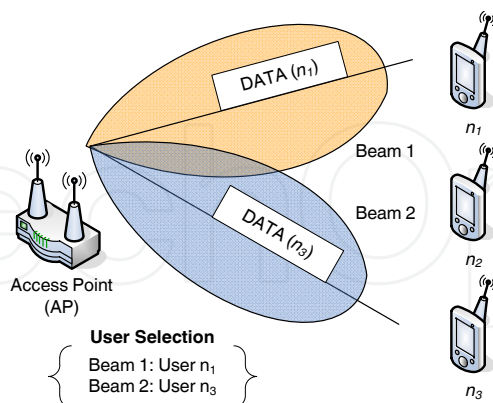 DATA (n1)
n1
Beam 1
Beam 2
DATA (n3)
n2
Access Point
(AP)
User Selection
Beam 1: User n1
Beam 2: User n3
n3